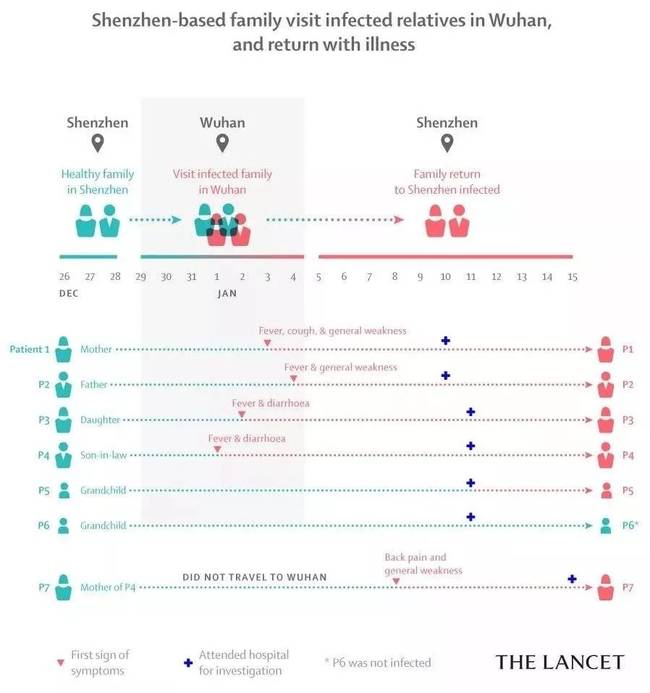 Shenzhen-based family visit infected relatives in Wuhan,
and return with illness
Shenzhen
Wuhan
Shenzhen
Healthy family
in Shenzhen
Visit infected family
in Wuhan
Family return
to Shenzhen infected
26 27 28 29 30 31 1 2 3 4 5 6 7 8 9 10 11 12 13 14 15
DEC JAN
Fever, cough, & general weakness
Patient 1 Mother P1
Fever & general weakness
P2 Father P2
Fever & diarrhoea
P3 Daughter P3
Fever & diarrhoea
P4 Son-in-law P4
P5 Grandchild P5
P6 Grandchild P6*
Back pain and
general weakness
DID NOT TRAVEL TO WUHAN
P7 Mother of P4 P7
First sign of
symptoms
Attended hospital
for investigation
* P6 was not infected
THE LANCET